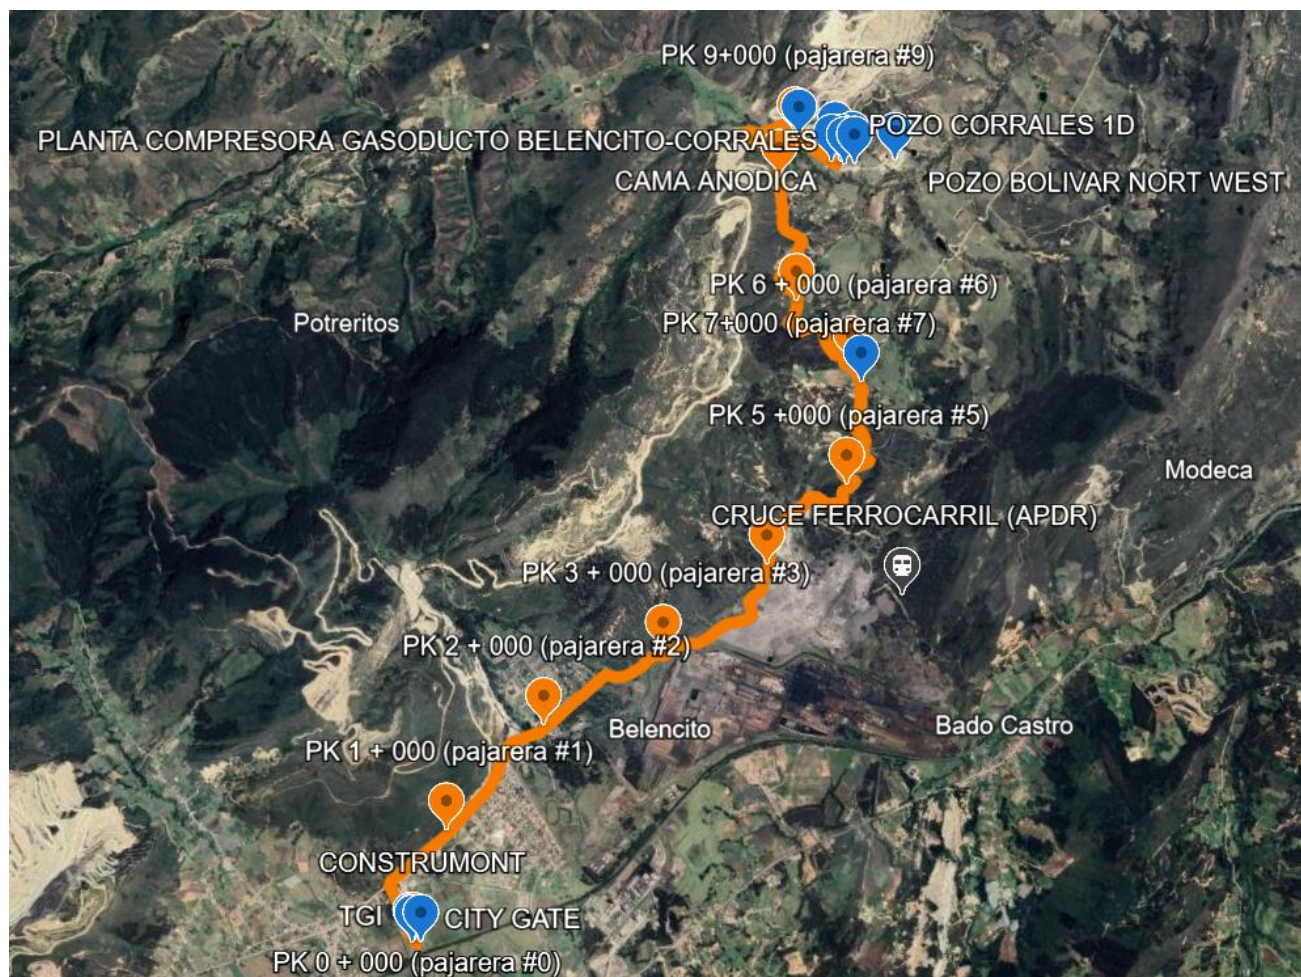 PK 9+000 (pajarera #9)
POZO CORRALES 1D
PLANTA COMPRESORA GASODUCTO BELENCITO-CORRALES
CAMA ANODICA
POZO BOLIVAR NORT WEST
PK 6 + 000 (pajarera #6)
Potreritos
PK 7+000 (pajarera #7)
PK 5 +000 (pajarera #5)
Modeca
CRUCE FERROCARRIL (APDR)
PK 3 + 000 (pajarera #3)
PK 2 + 000 (pajarera #2)
Belencito
Bado Castro
PK 1 + 000 (pajarera #1)
CONSTRUMONT
TGI
CITY GATE
PK 0 + 000 (pajarera #0)